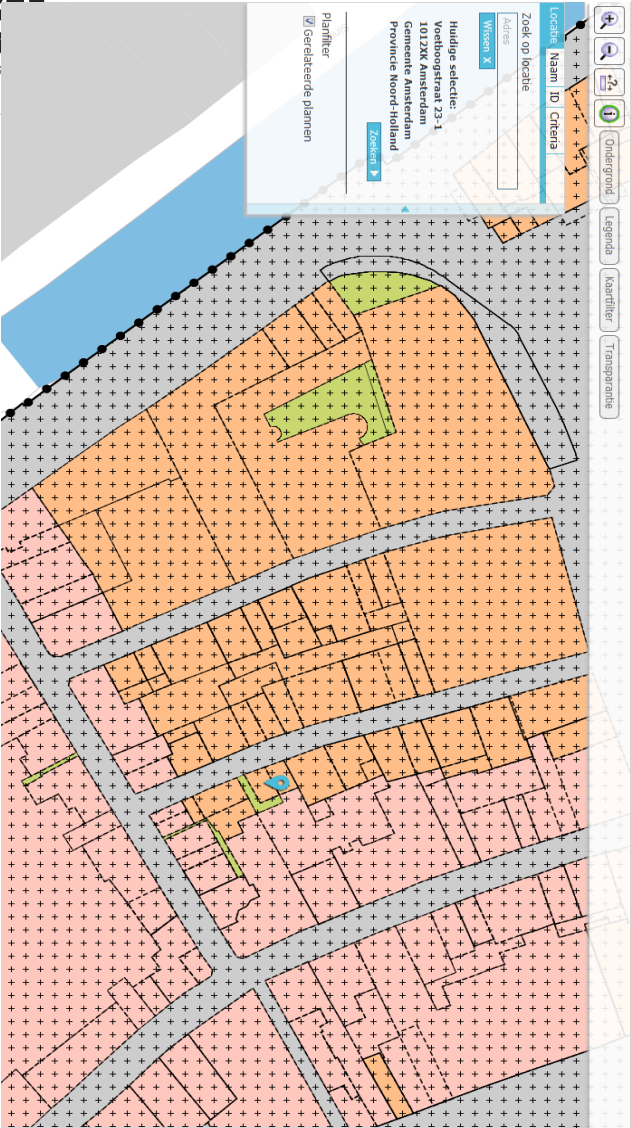 Ondergrond
Legenda
Kaartfilter
Transparantie
Locatie
Naam
ID
Criteria
Zoek op locatie
Adres
Wissen X
Huidige selectie:
Voetboogstraat 23-1
1012XK Amsterdam
Gemeente Amsterdam
Provincie Noord-Holland
Zoeken
Planfilter
Gerelateerde plannen